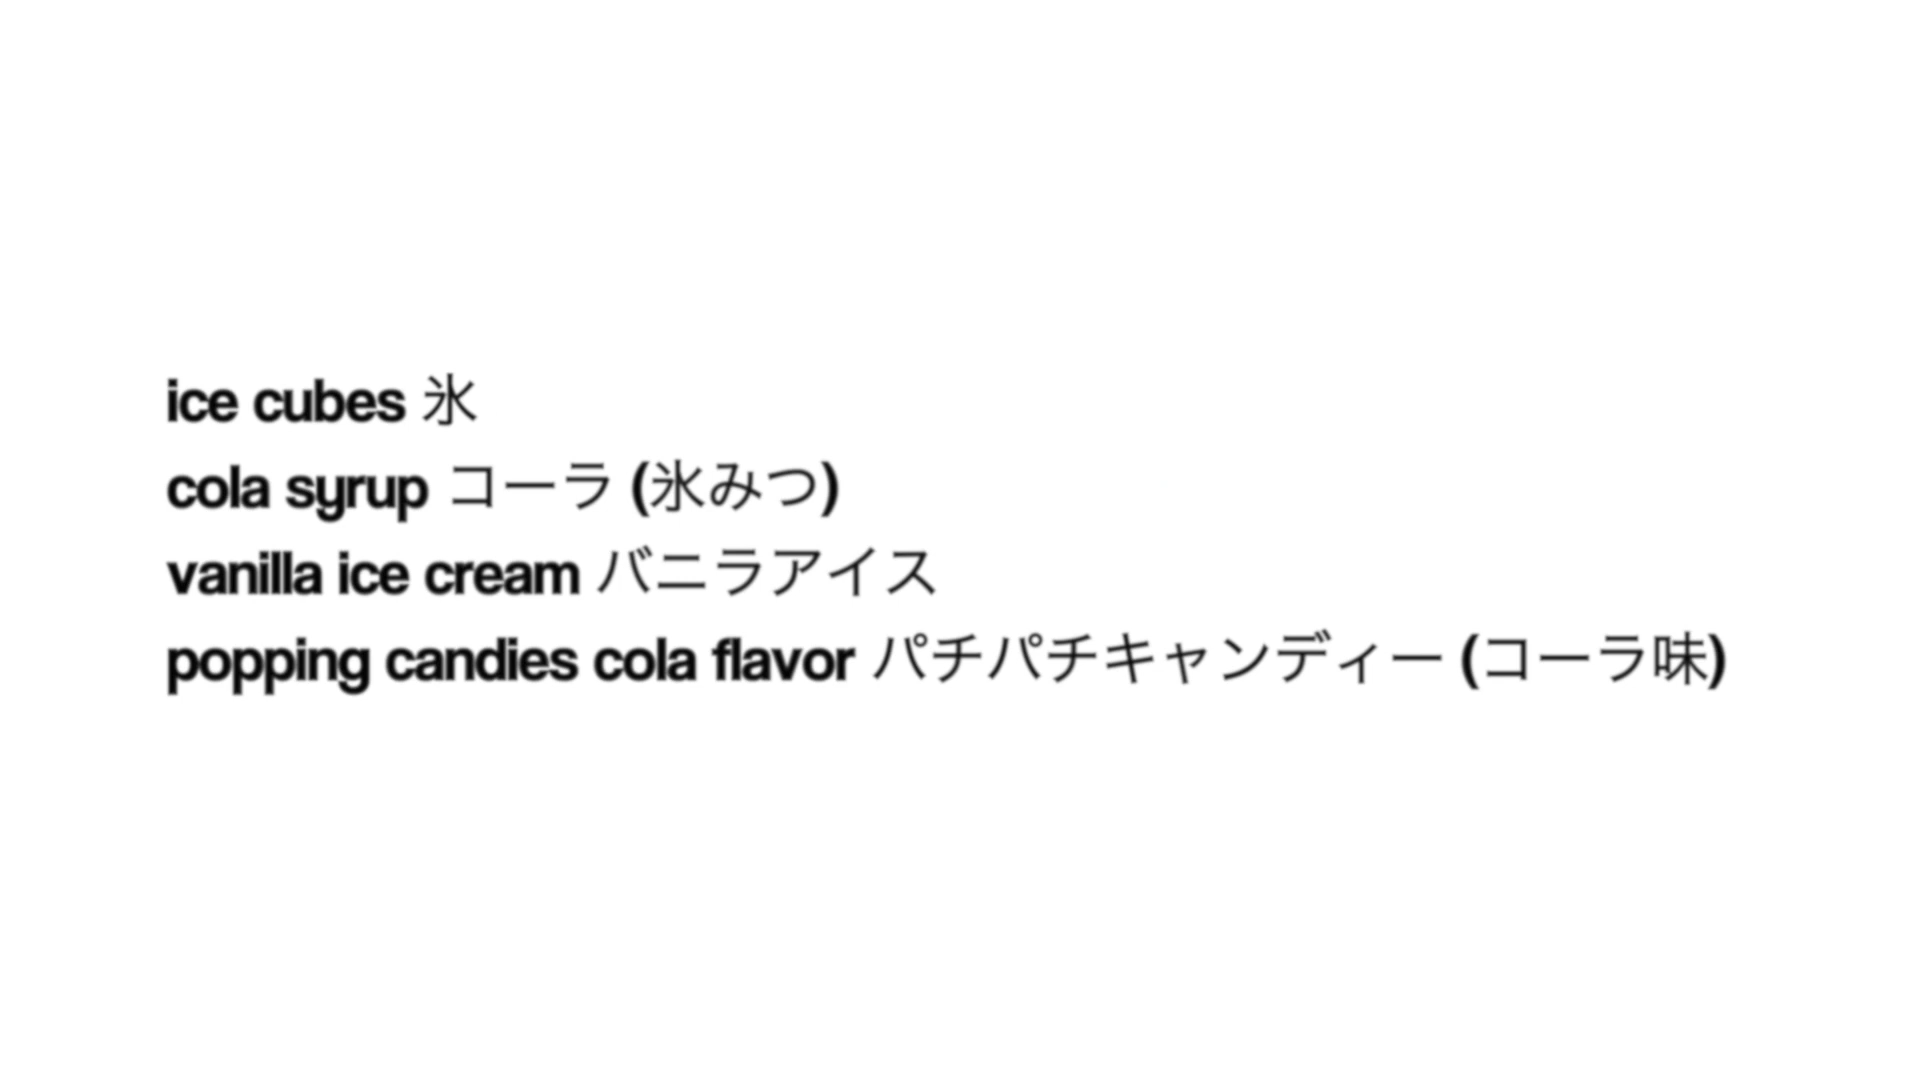 ice cubes 氷
cola syrup コーラ (氷みつ)
vanilla ice cream バニラアイス
popping candies cola flavor パチパチキャンディー (コーラ味)